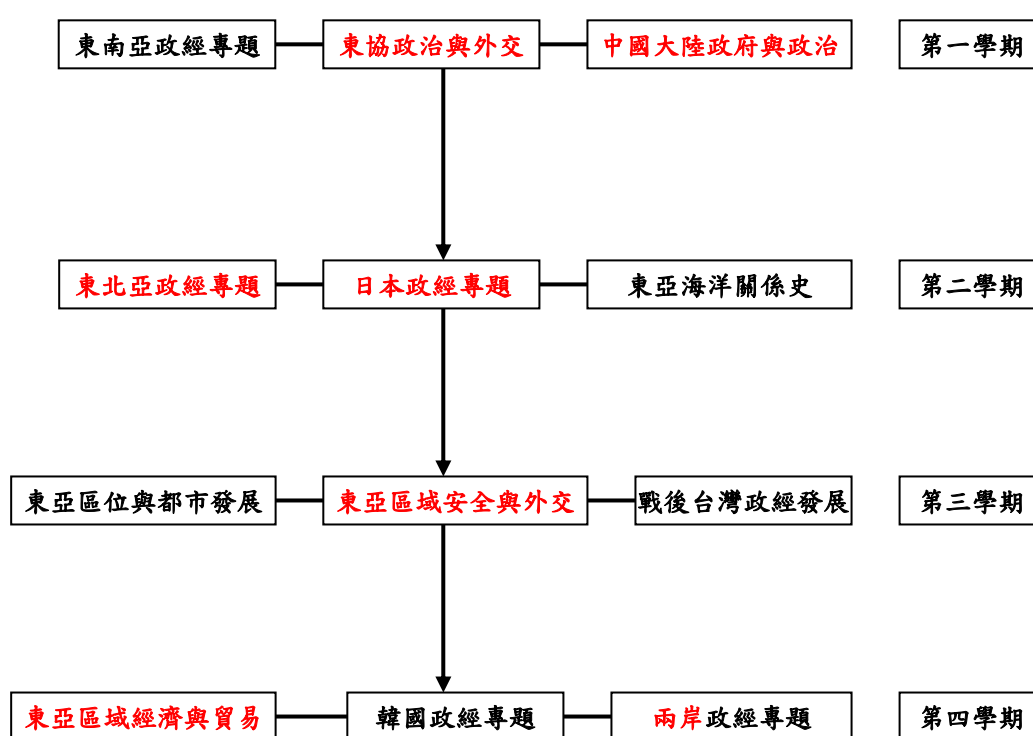 東南亞政經專題 東協政治與外交 中國大陸政府與政治 第一學期
東北亞政經專題 日本政經專題 東亞海洋關係史 第二學期
東亞區位與都市發展 東亞區域安全與外交 戰後台灣政經發展 第三學期
東亞區域經濟與貿易 韓國政經專題 兩岸政經專題 第四學期